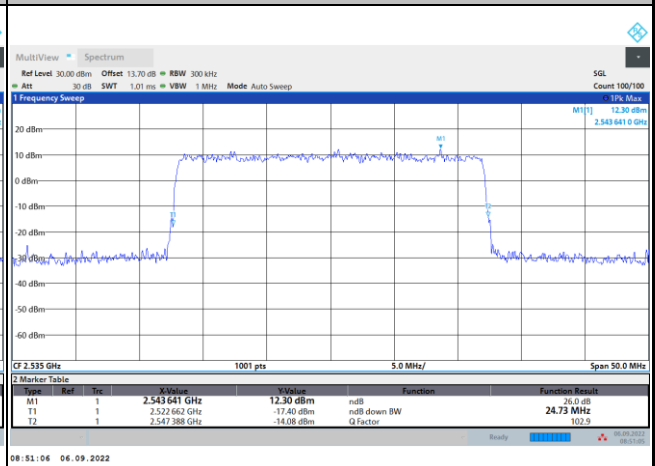 MultiView Spectrum
Ref Level 30.00 dBm Offset 13.70 dB RBW 300 kHz SGL
Att 30 dB SWT 1.01 ms VBW 1 MHz Mode Auto Sweep Count 100/100
1 Frequency Sweep 1Pk Max
M1[1] 12.30 dBm
2.543 641 0 GHz
20 dBm
M1
10 dBm
0 dBm
-10 dBm
T1 T2
-20 dBm
-30 dBm
-40 dBm
-50 dBm
-60 dBm
CF 2.535 GHz 1001 pts 5.0 MHz/ Span 50.0 MHz
2 Marker Table
Type Ref Trc X-Value Y-Value Function Function Result
M1 1 2.543 641 GHz 12.30 dBm ndB 26.0 dB
T1 1 2.522 662 GHz -17.40 dBm ndB down BW 24.73 MHz
T2 1 2.547 388 GHz -14.08 dBm Q Factor 102.9
Ready 06.09.2022
08:51:05
08:51:06 06.09.2022